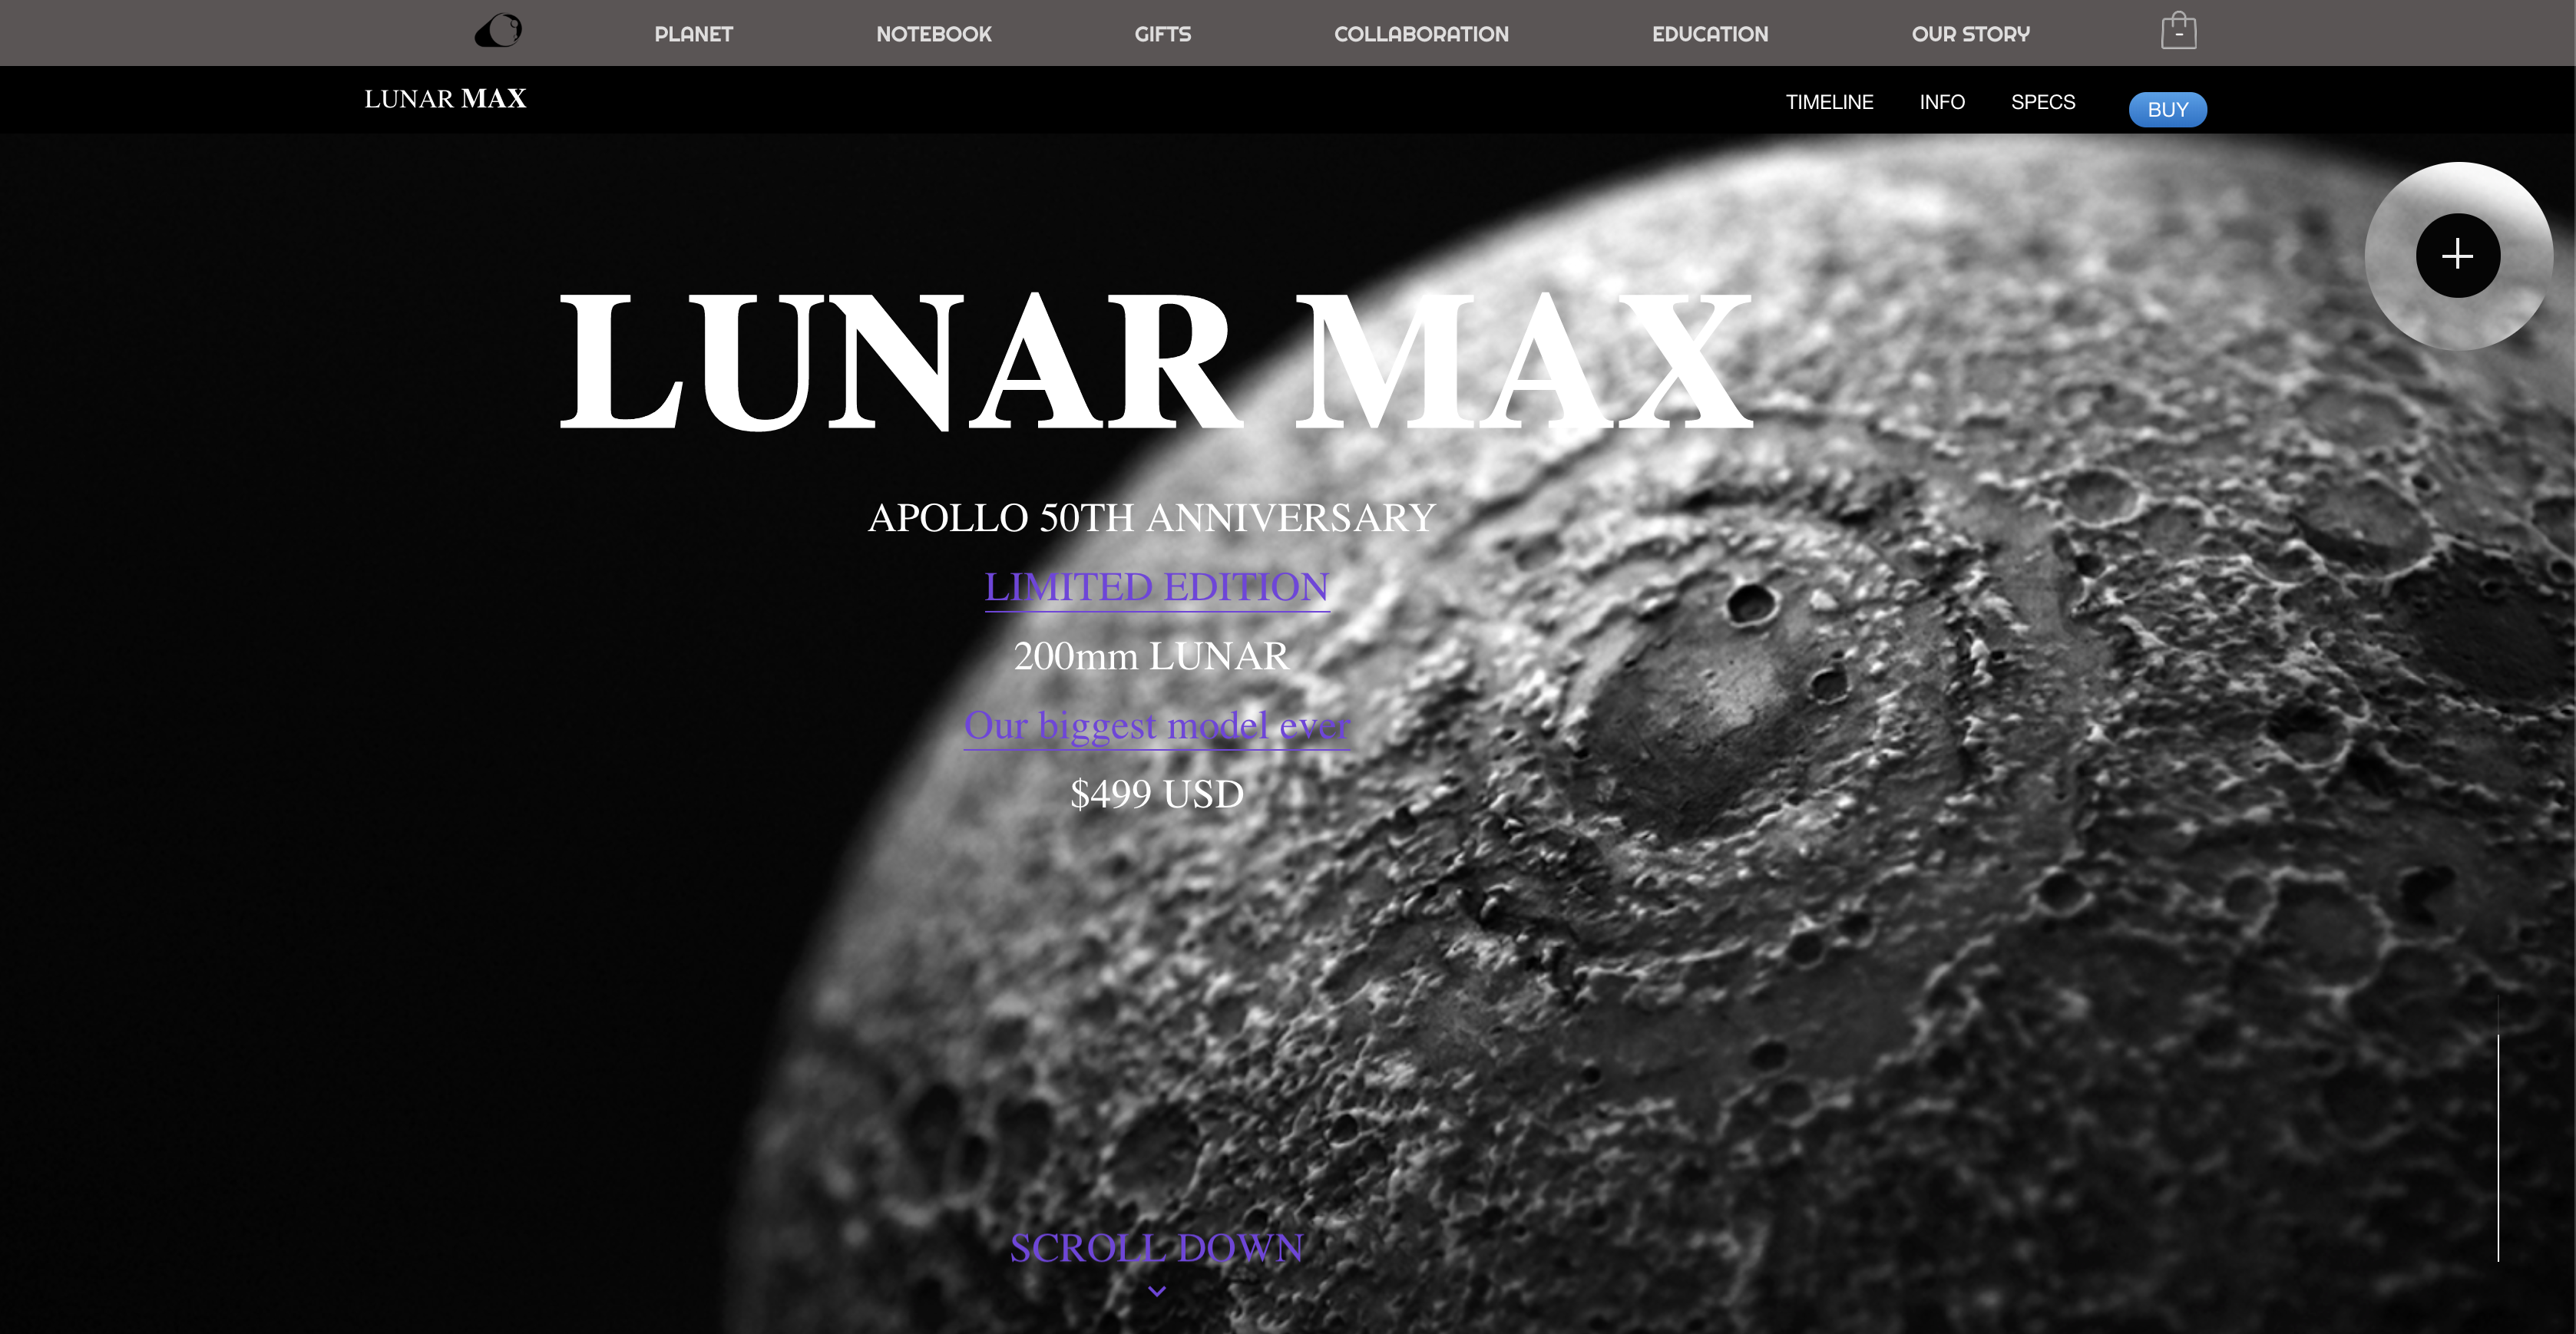 PLANET NOTEBOOK GIFTS COLLABORATION EDUCATION OUR STORY
LUNAR MAX TIMELINE INFO SPECS BUY
LUNAR MAX
APOLLO 50TH ANNIVERSARY
LIMITED EDITION
200mm LUNAR
Our biggest model ever
$499 USD
SCROLL DOWN